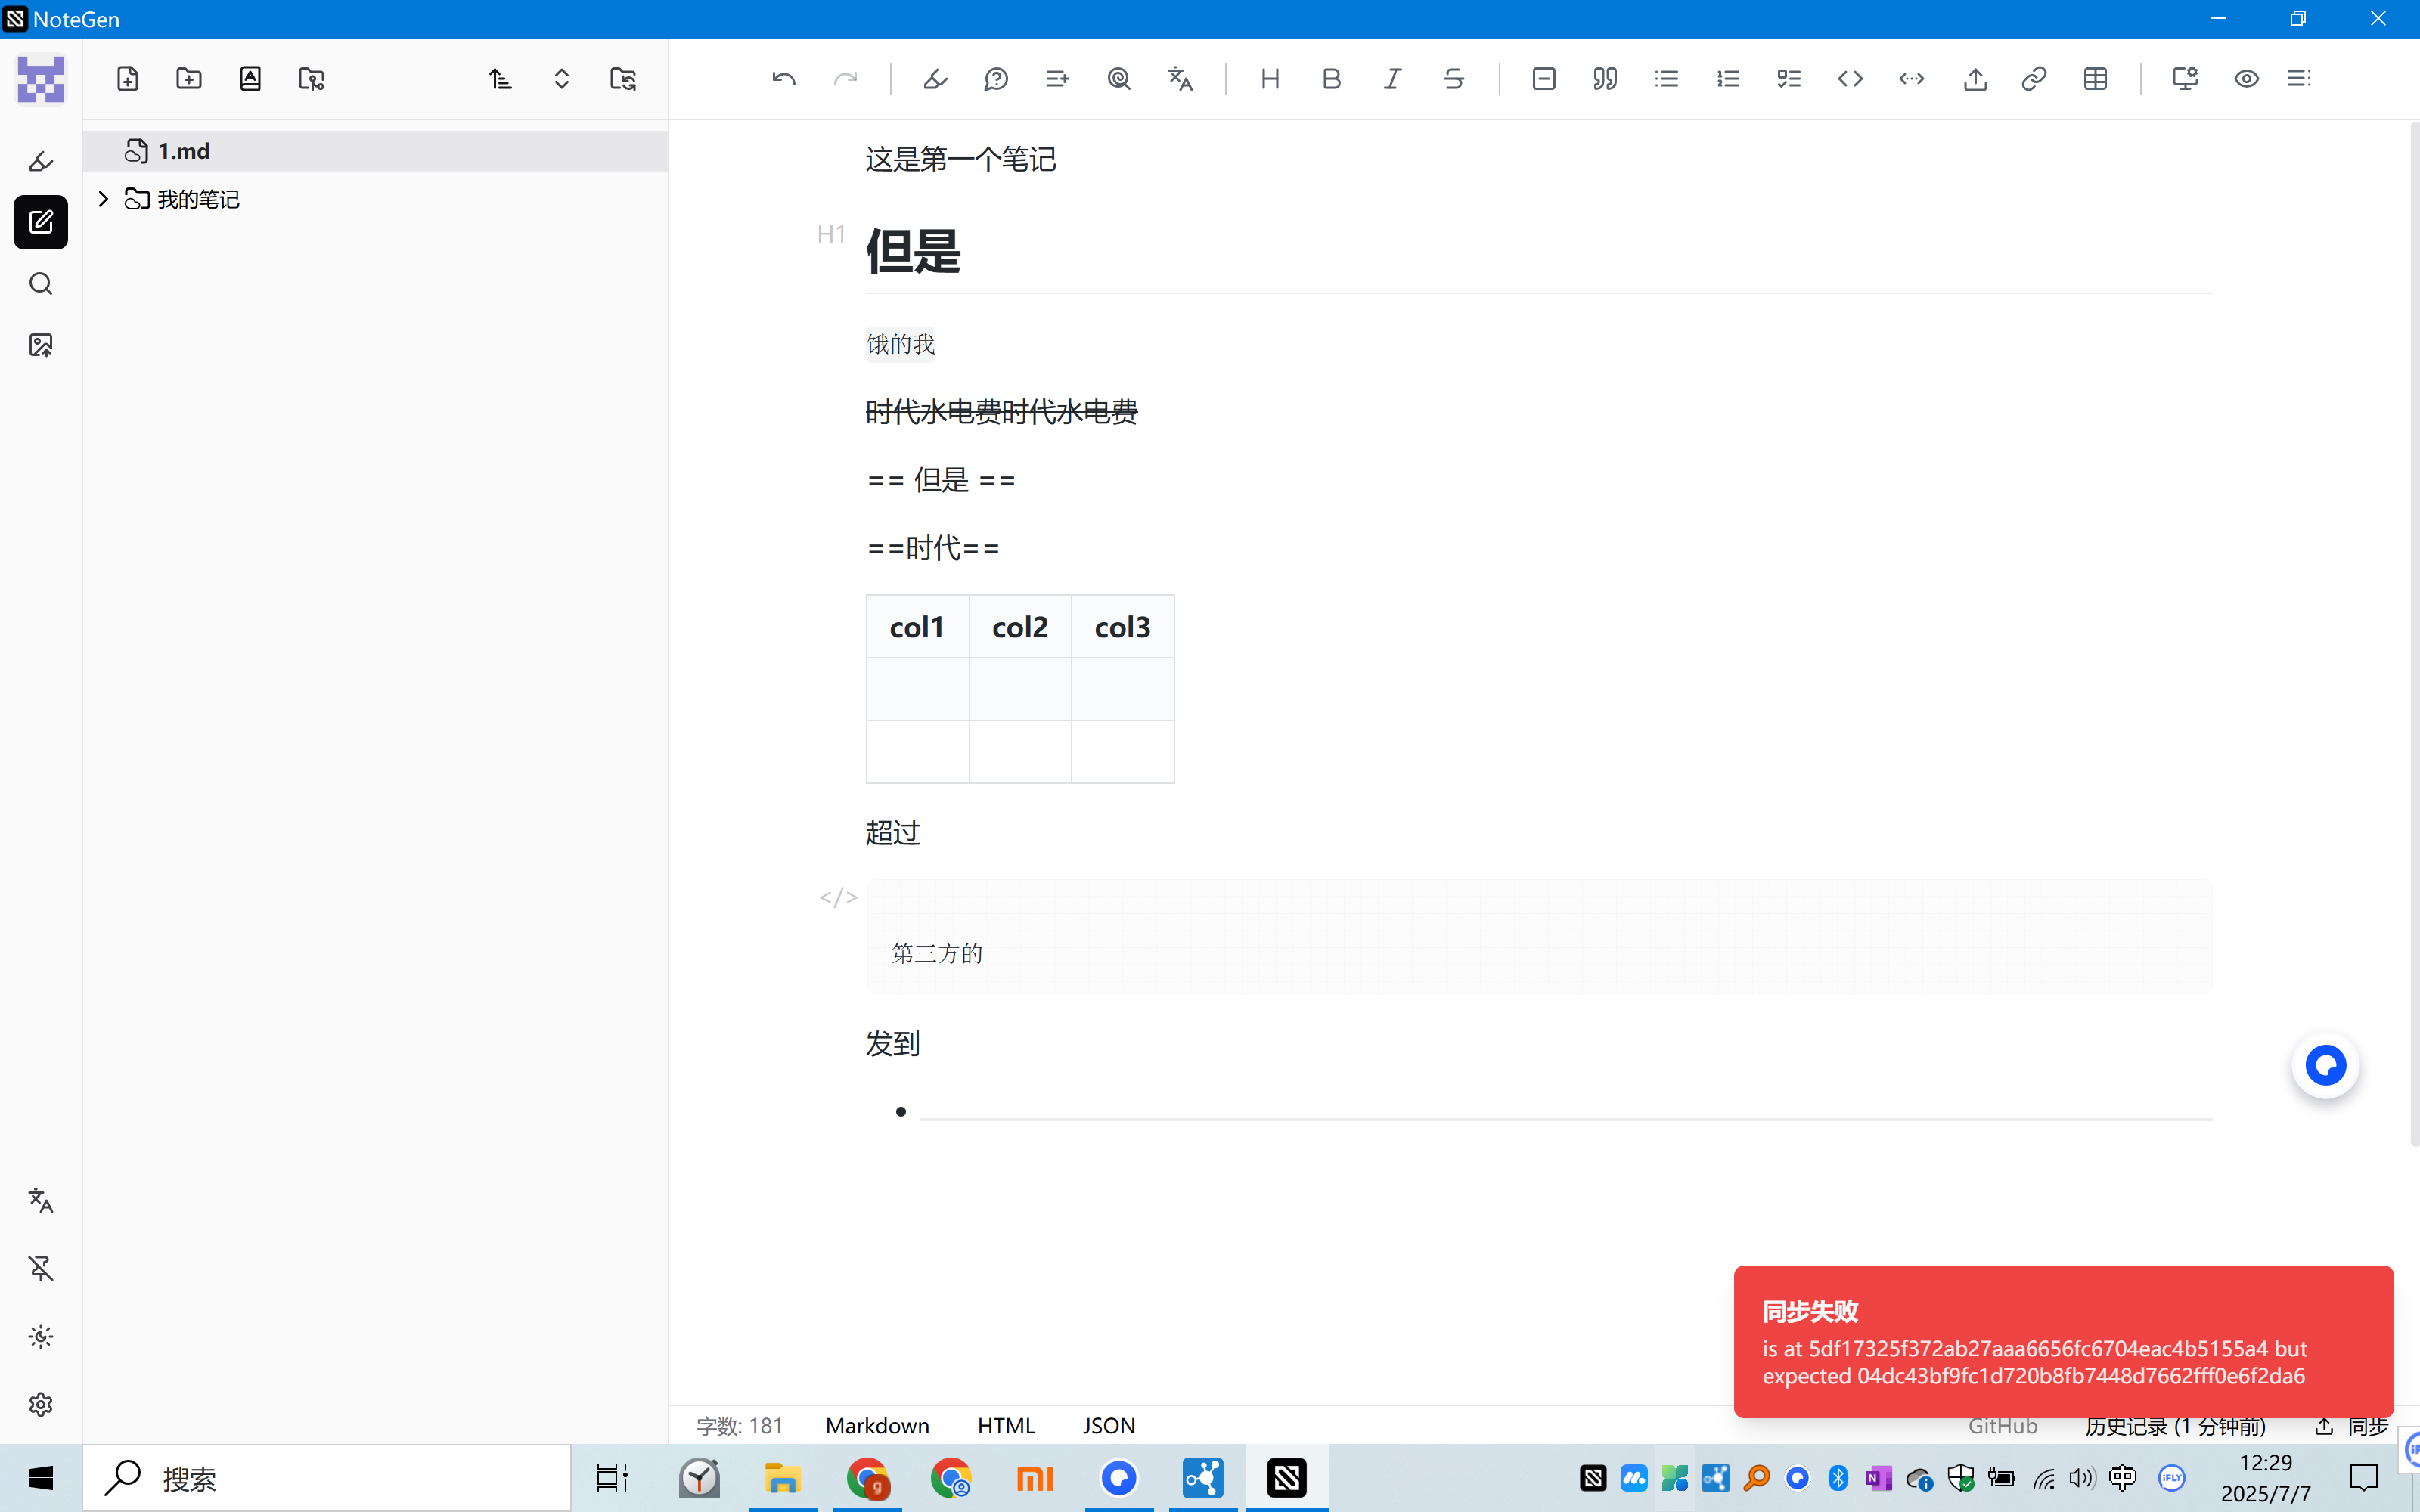 NoteGen
1.md
我的笔记
这是第一个笔记
H1
但是
饿的我
时代水电费时代水电费
== 但是 ==
==时代==
col1 col2 col3
超过
</>
第三方的
发到
同步失败
is at 5df17325f372ab27aaa6656fc6704eac4b5155a4 but
expected 04dc43bf9fc1d720b8fb7448d7662fff0e6f2da6
字数: 181 Markdown HTML JSON GitHub 历史记录 (1 分钟前) 同步
搜索
12:29
2025/7/7